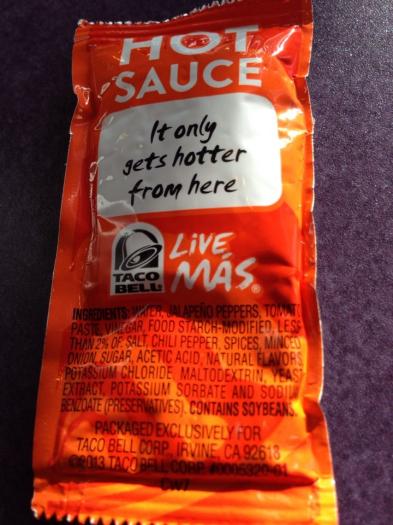 HOT
SAUCE
It only
gets hotter
from here
LIVE
MÁS®
TACO
BELL®
INGREDIENTS: WATER, JALAPEÑO PEPPERS, TOMATO
PASTE, VINEGAR, FOOD STARCH-MODIFIED, LESS
THAN 2% OF SALT, CHILI PEPPER, SPICES, MINCED
ONION, SUGAR, ACETIC ACID, NATURAL FLAVORS,
POTASSIUM CHLORIDE, MALTODEXTRIN, YEAST
EXTRACT, POTASSIUM SORBATE AND SODIUM
BENZOATE (PRESERVATIVES). CONTAINS SOYBEANS.
PACKAGED EXCLUSIVELY FOR
TACO BELL CORP., IRVINE, CA 92618
©2013 TACO BELL CORP. #0005320-01